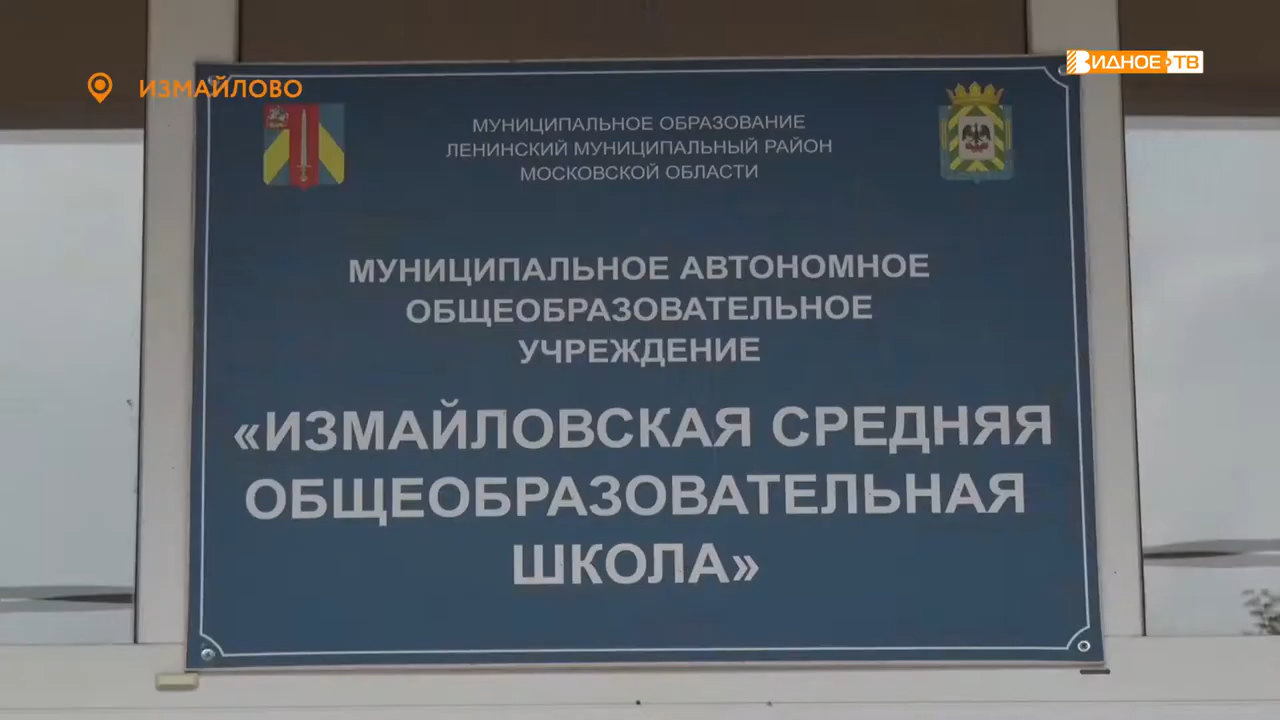 ИЗМАЙЛОВО
ВИДНОЕ ТВ
МУНИЦИПАЛЬНОЕ ОБРАЗОВАНИЕ
ЛЕНИНСКИЙ МУНИЦИПАЛЬНЫЙ РАЙОН
МОСКОВСКОЙ ОБЛАСТИ
МУНИЦИПАЛЬНОЕ АВТОНОМНОЕ
ОБЩЕОБРАЗОВАТЕЛЬНОЕ
УЧРЕЖДЕНИЕ
«ИЗМАЙЛОВСКАЯ СРЕДНЯЯ
ОБЩЕОБРАЗОВАТЕЛЬНАЯ
ШКОЛА»